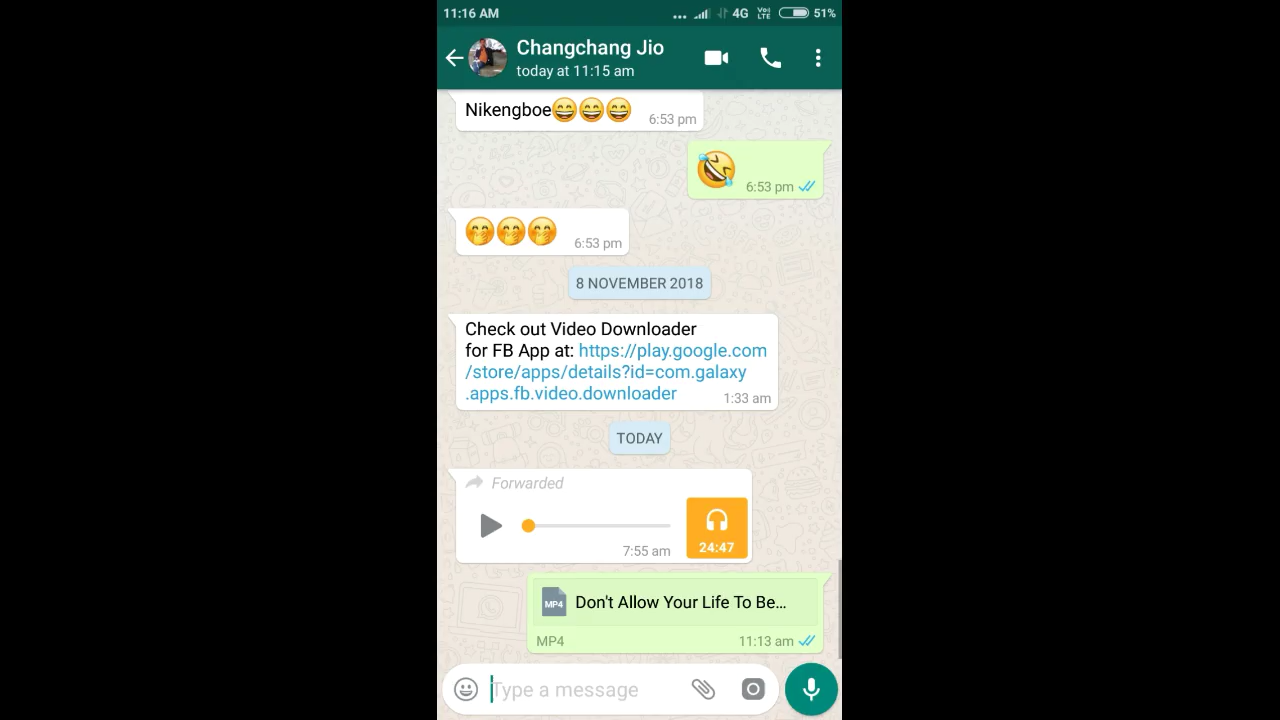 11:16 AM
4G
VoLTE
51%
Changchang Jio
today at 11:15 am
Nikengboe😄😄😄
6:53 pm
🤣
6:53 pm
🤭🤭🤭
6:53 pm
8 NOVEMBER 2018
Check out Video Downloader
for FB App at: https://play.google.com
/store/apps/details?id=com.galaxy
.apps.fb.video.downloader
1:33 am
TODAY
Forwarded
24:47
7:55 am
MP4
Don't Allow Your Life To Be...
MP4
11:13 am
Type a message